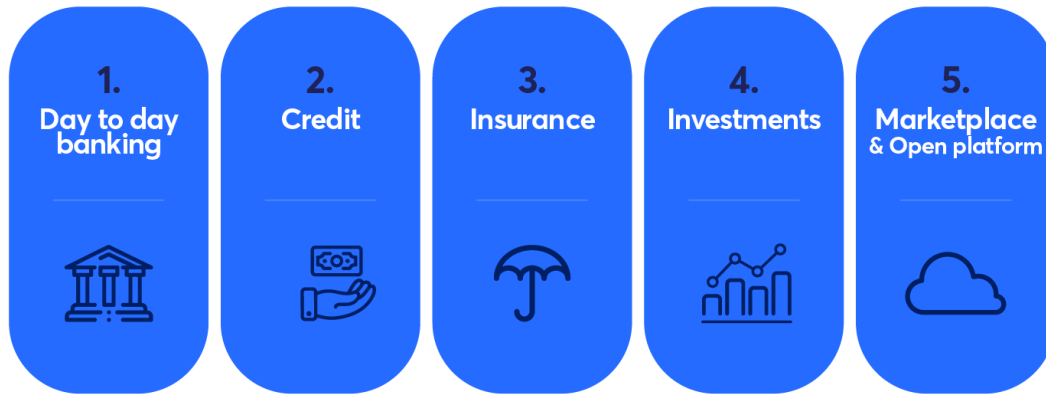 1.
Day to day
banking
2.
Credit
3.
Insurance
4.
Investments
5.
Marketplace
& Open platform